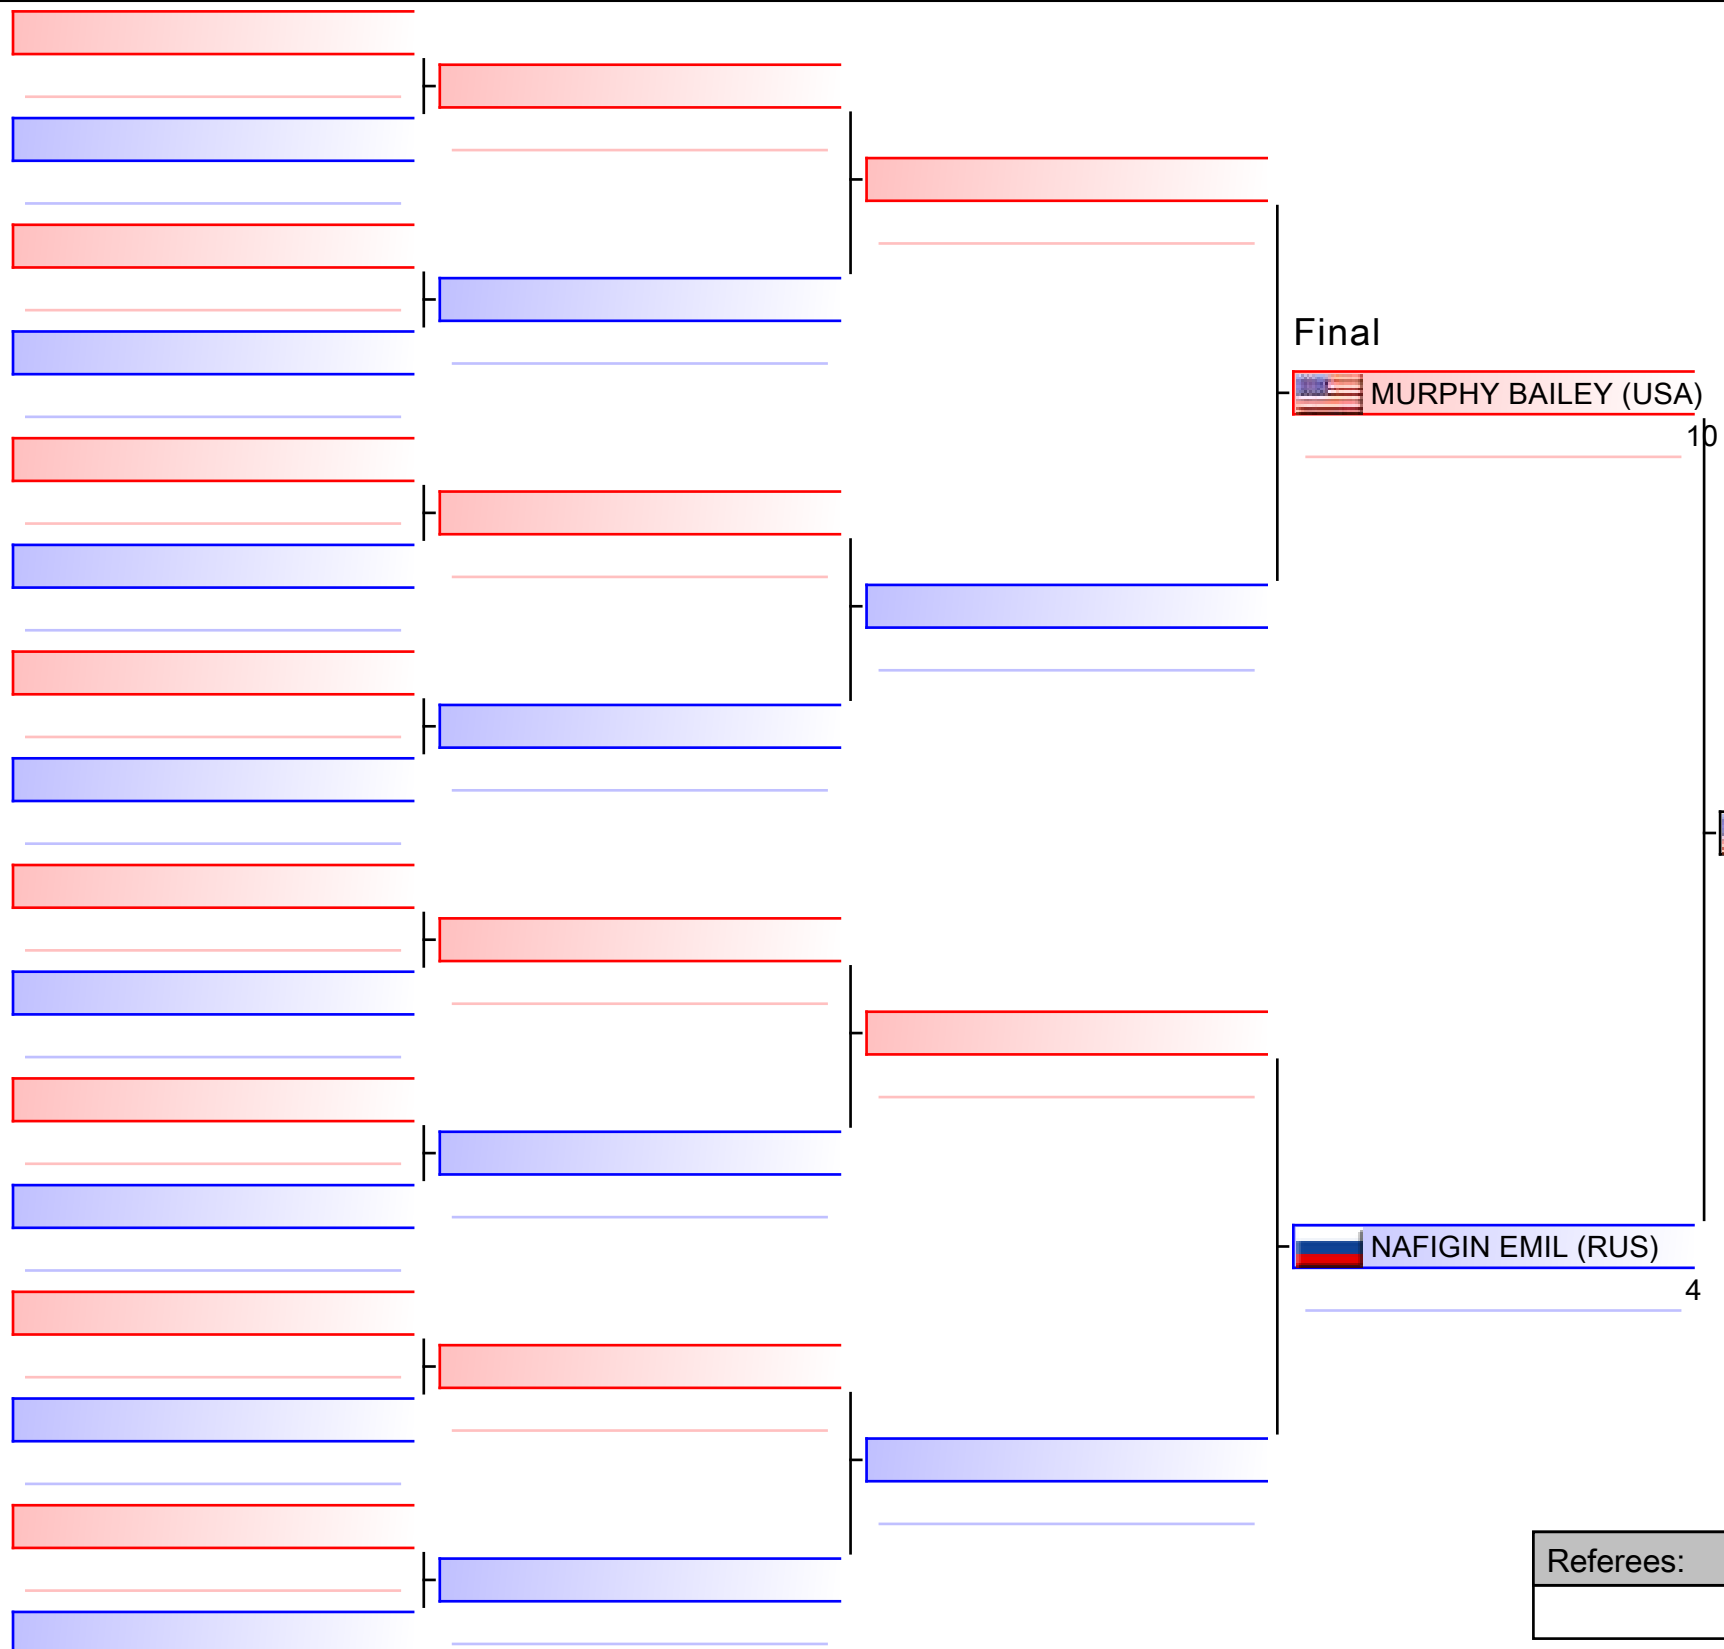 Final
MURPHY BAILEY (USA)
10
NAFIGIN EMIL (RUS)
4
Referees: